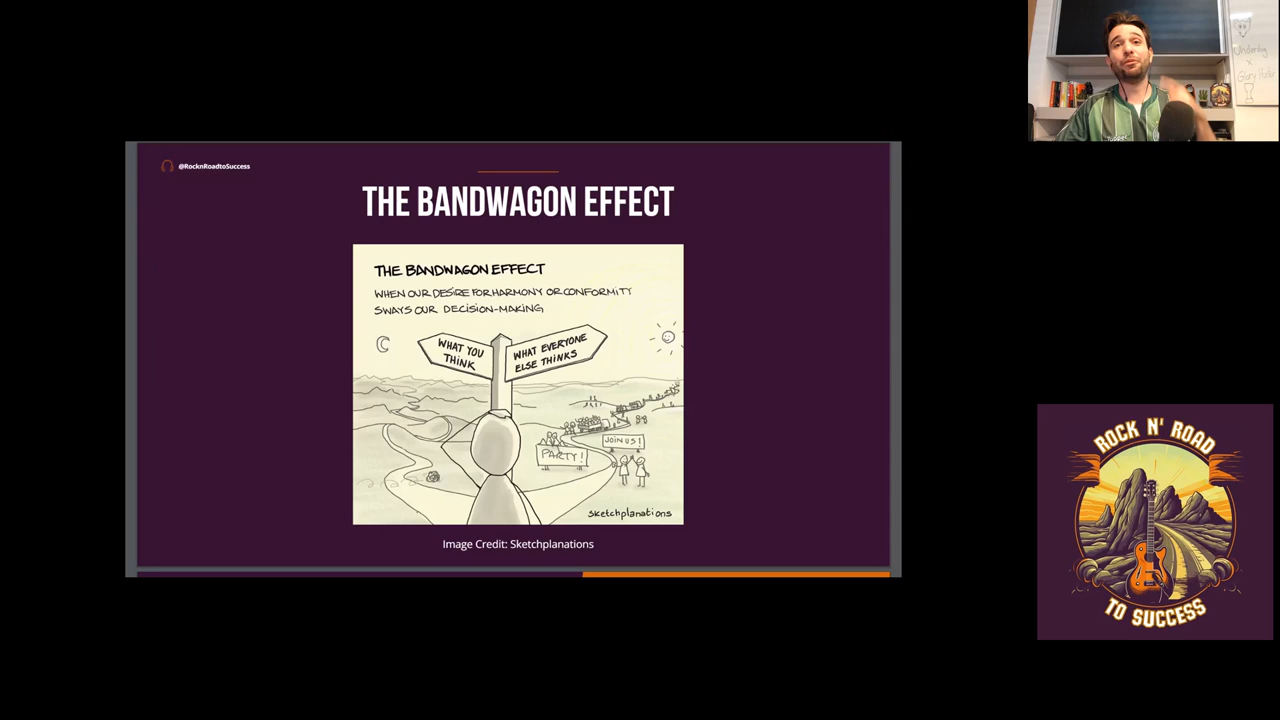 @RocknRoadtoSuccess
THE BANDWAGON EFFECT
THE BANDWAGON EFFECT
WHEN OUR DESIRE FOR HARMONY OR CONFORMITY
SWAYS OUR DECISION-MAKING
WHAT YOU
THINK
WHAT EVERYONE
ELSE THINKS
JOIN US!
PARTY!
sketchplanations
Image Credit: Sketchplanations
Underdog
x
ROCK N' ROAD
TO SUCCESS